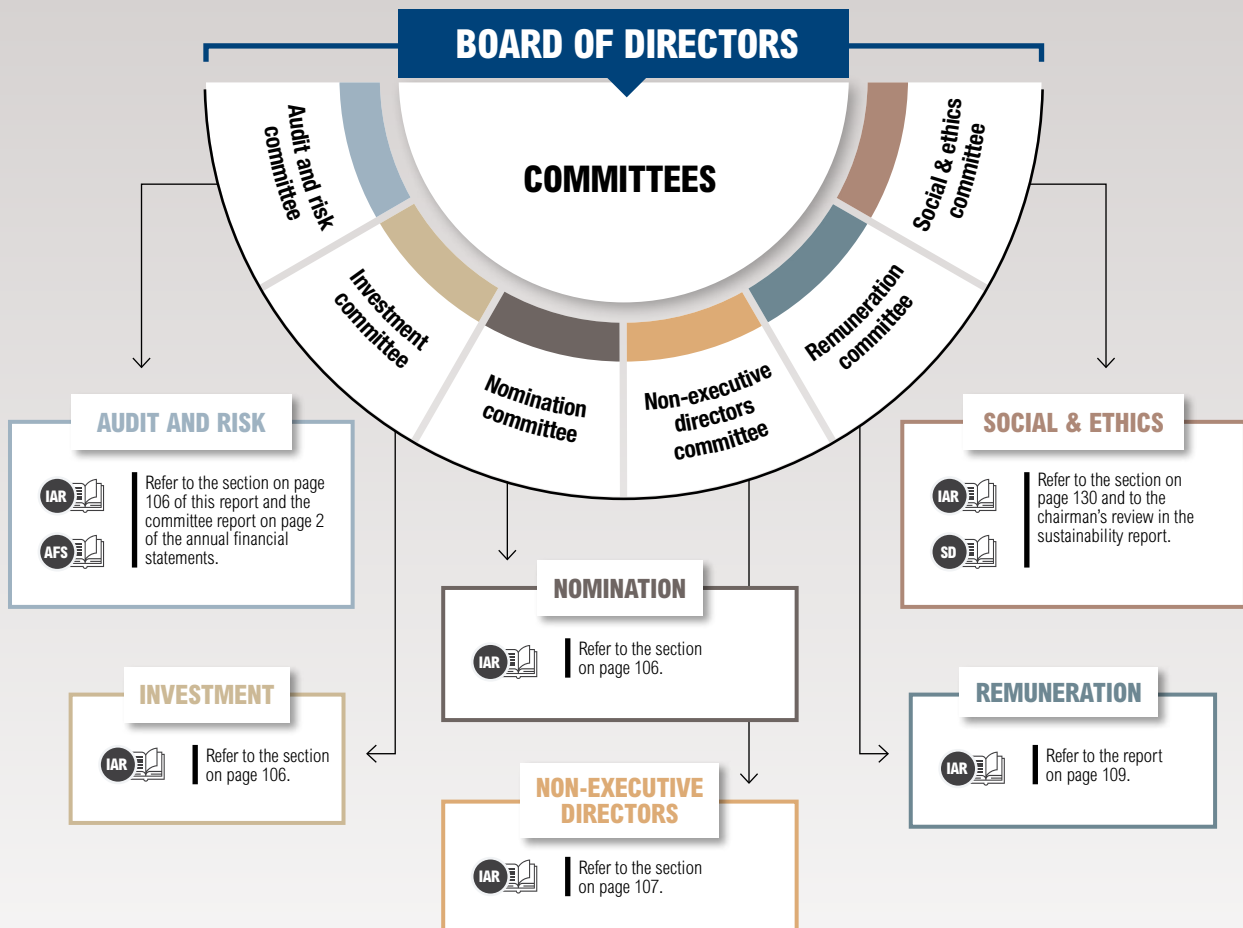 BOARD OF DIRECTORS
COMMITTEES
Audit and risk
committee
Investment
committee
Nomination
committee
Non-executive
directors
committee
Remuneration
committee
Social & ethics
committee
AUDIT AND RISK
IAR
AFS
Refer to the section on page
106 of this report and the
committee report on page 2
of the annual financial
statements.
SOCIAL & ETHICS
IAR
SD
Refer to the section on
page 130 and to the
chairman's review in the
sustainability report.
NOMINATION
IAR
Refer to the section
on page 106.
INVESTMENT
IAR
Refer to the section
on page 106.
REMUNERATION
IAR
Refer to the report
on page 109.
NON-EXECUTIVE
DIRECTORS
IAR
Refer to the section
on page 107.